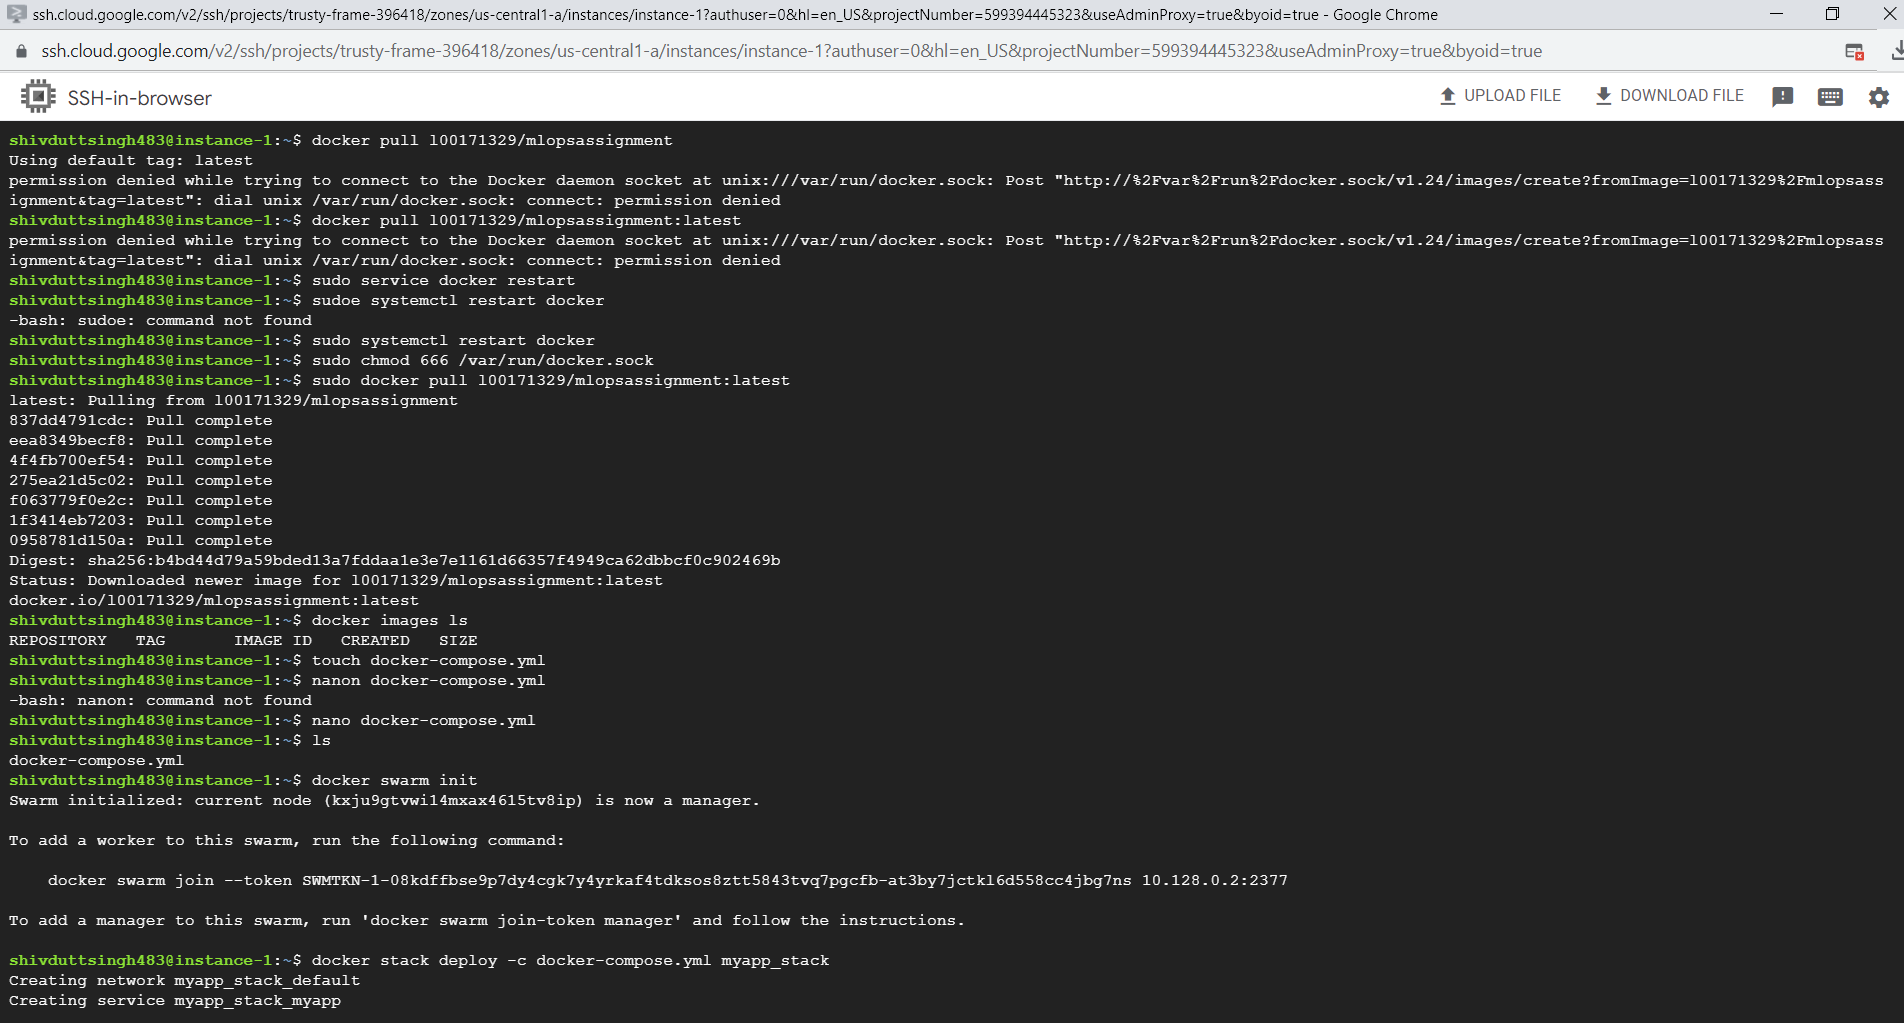 ssh.cloud.google.com/v2/ssh/projects/trusty-frame-396418/zones/us-central1-a/instances/instance-1?authuser=0&hl=en_US&projectNumber=599394445323&useAdminProxy=true&byoid=true - Google Chrome
ssh.cloud.google.com/v2/ssh/projects/trusty-frame-396418/zones/us-central1-a/instances/instance-1?authuser=0&hl=en_US&projectNumber=599394445323&useAdminProxy=true&byoid=true
SSH-in-browser UPLOAD FILE DOWNLOAD FILE
shivduttsingh483@instance-1:~$ docker pull l00171329/mlopsassignment
Using default tag: latest
permission denied while trying to connect to the Docker daemon socket at unix:///var/run/docker.sock: Post "http://%2Fvar%2Frun%2Fdocker.sock/v1.24/images/create?fromImage=l00171329%2Fmlopsass
ignment&tag=latest": dial unix /var/run/docker.sock: connect: permission denied
shivduttsingh483@instance-1:~$ docker pull l00171329/mlopsassignment:latest
permission denied while trying to connect to the Docker daemon socket at unix:///var/run/docker.sock: Post "http://%2Fvar%2Frun%2Fdocker.sock/v1.24/images/create?fromImage=l00171329%2Fmlopsass
ignment&tag=latest": dial unix /var/run/docker.sock: connect: permission denied
shivduttsingh483@instance-1:~$ sudo service docker restart
shivduttsingh483@instance-1:~$ sudoe systemctl restart docker
-bash: sudoe: command not found
shivduttsingh483@instance-1:~$ sudo systemctl restart docker
shivduttsingh483@instance-1:~$ sudo chmod 666 /var/run/docker.sock
shivduttsingh483@instance-1:~$ sudo docker pull l00171329/mlopsassignment:latest
latest: Pulling from l00171329/mlopsassignment
837dd4791cdc: Pull complete
eea8349becf8: Pull complete
4f4fb700ef54: Pull complete
275ea21d5c02: Pull complete
f063779f0e2c: Pull complete
1f3414eb7203: Pull complete
0958781d150a: Pull complete
Digest: sha256:b4bd44d79a59bded13a7fddaa1e3e7e1161d66357f4949ca62dbbcf0c902469b
Status: Downloaded newer image for l00171329/mlopsassignment:latest
docker.io/l00171329/mlopsassignment:latest
shivduttsingh483@instance-1:~$ docker images ls
REPOSITORY TAG IMAGE ID CREATED SIZE
shivduttsingh483@instance-1:~$ touch docker-compose.yml
shivduttsingh483@instance-1:~$ nanon docker-compose.yml
-bash: nanon: command not found
shivduttsingh483@instance-1:~$ nano docker-compose.yml
shivduttsingh483@instance-1:~$ ls
docker-compose.yml
shivduttsingh483@instance-1:~$ docker swarm init
Swarm initialized: current node (kxju9gtvwi14mxax4615tv8ip) is now a manager.
To add a worker to this swarm, run the following command:
docker swarm join --token SWMTKN-1-08kdffbse9p7dy4cgk7y4yrkaf4tdksos8ztt5843tvq7pgcfb-at3by7jctkl6d558cc4jbg7ns 10.128.0.2:2377
To add a manager to this swarm, run 'docker swarm join-token manager' and follow the instructions.
shivduttsingh483@instance-1:~$ docker stack deploy -c docker-compose.yml myapp_stack
Creating network myapp_stack_default
Creating service myapp_stack_myapp